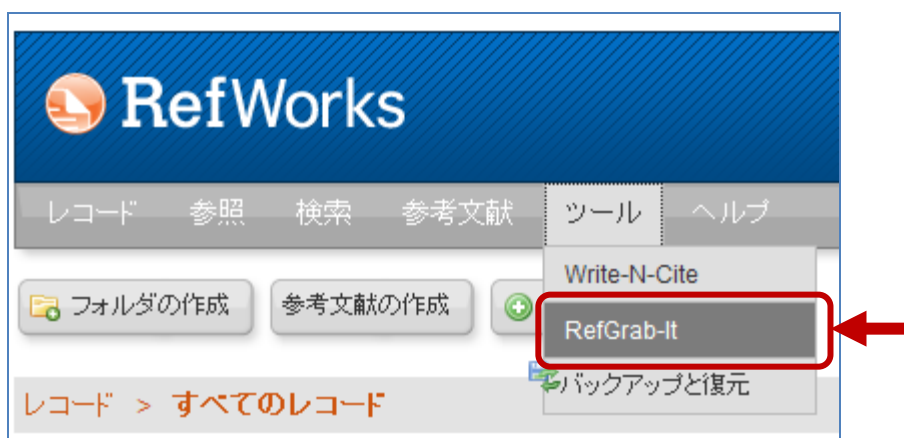 RefWorks
レコード 参照 検索 参考文献 ツール ヘルプ
Write-N-Cite
フォルダの作成 参考文献の作成
RefGrab-It
バックアップと復元
レコード > すべてのレコード